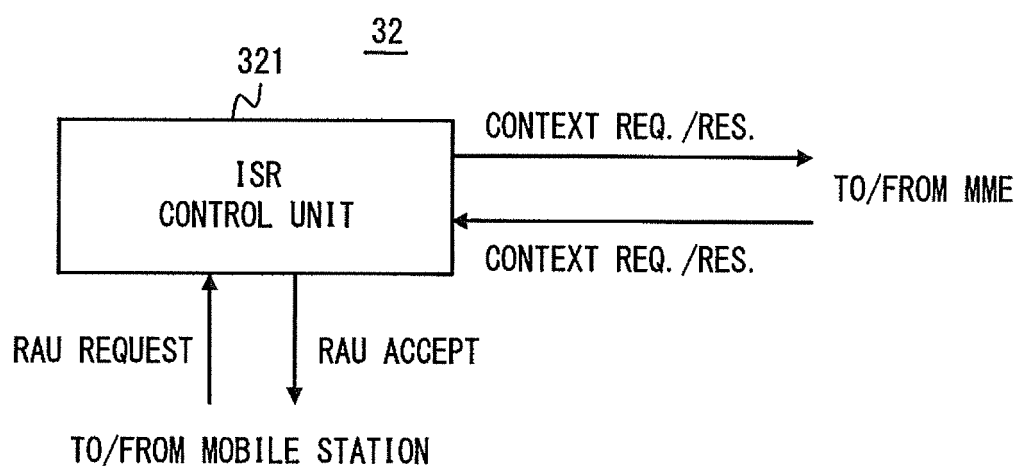 32
321
CONTEXT REQ./RES.
ISR
CONTROL UNIT
TO/FROM MME
CONTEXT REQ./RES.
RAU REQUEST
RAU ACCEPT
TO/FROM MOBILE STATION